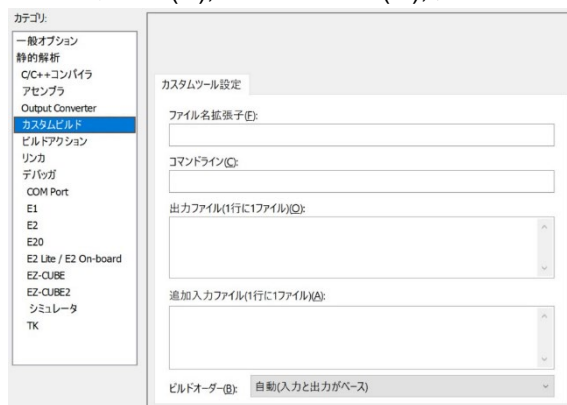 カテゴリ:
一般オプション
静的解析
C/C++コンパイラ
アセンブラ
Output Converter
カスタムビルド
ビルドアクション
リンカ
デバッガ
COM Port
E1
E2
E20
E2 Lite / E2 On-board
EZ-CUBE
EZ-CUBE2
シミュレータ
TK
カスタムツール設定
ファイル名拡張子(F):
コマンドライン(C):
出力ファイル(1行に1ファイル)(O):
追加入力ファイル(1行に1ファイル)(A):
ビルドオーダー(B):
自動(入力と出力がベース)